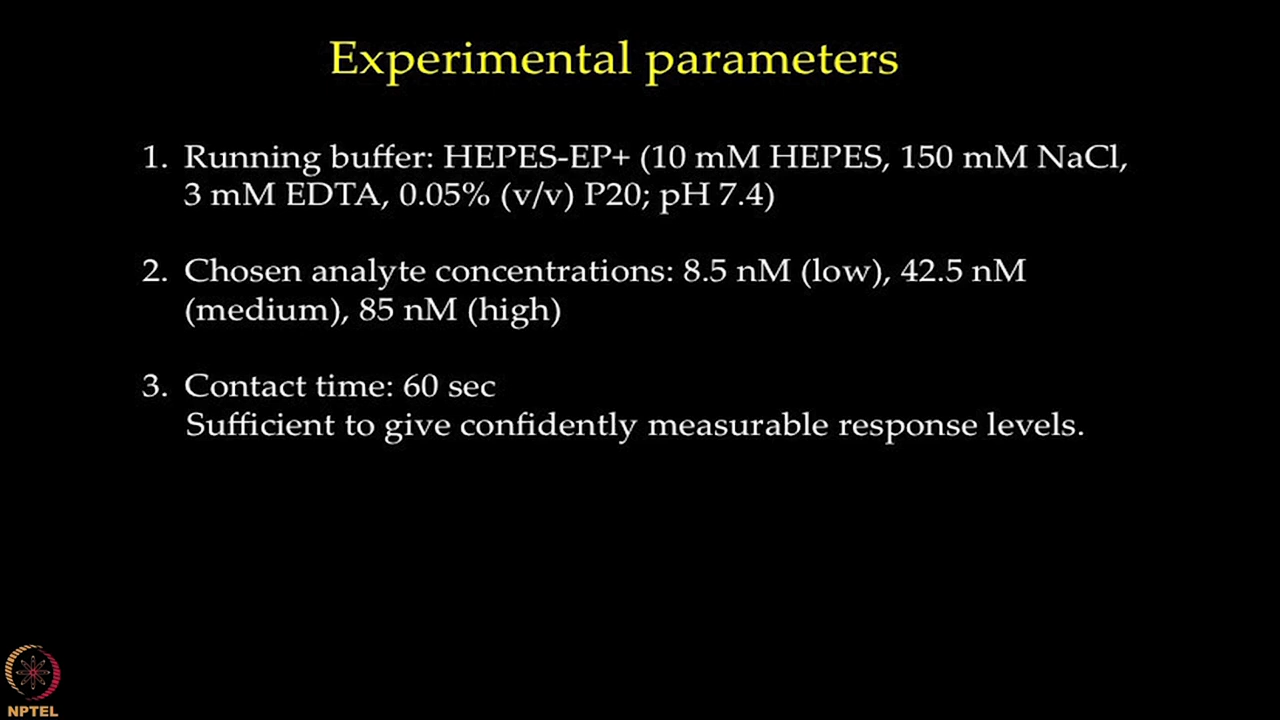 Experimental parameters
1. Running buffer: HEPES-EP+ (10 mM HEPES, 150 mM NaCl,
3 mM EDTA, 0.05% (v/v) P20; pH 7.4)
2. Chosen analyte concentrations: 8.5 nM (low), 42.5 nM
(medium), 85 nM (high)
3. Contact time: 60 sec
Sufficient to give confidently measurable response levels.
NPTEL